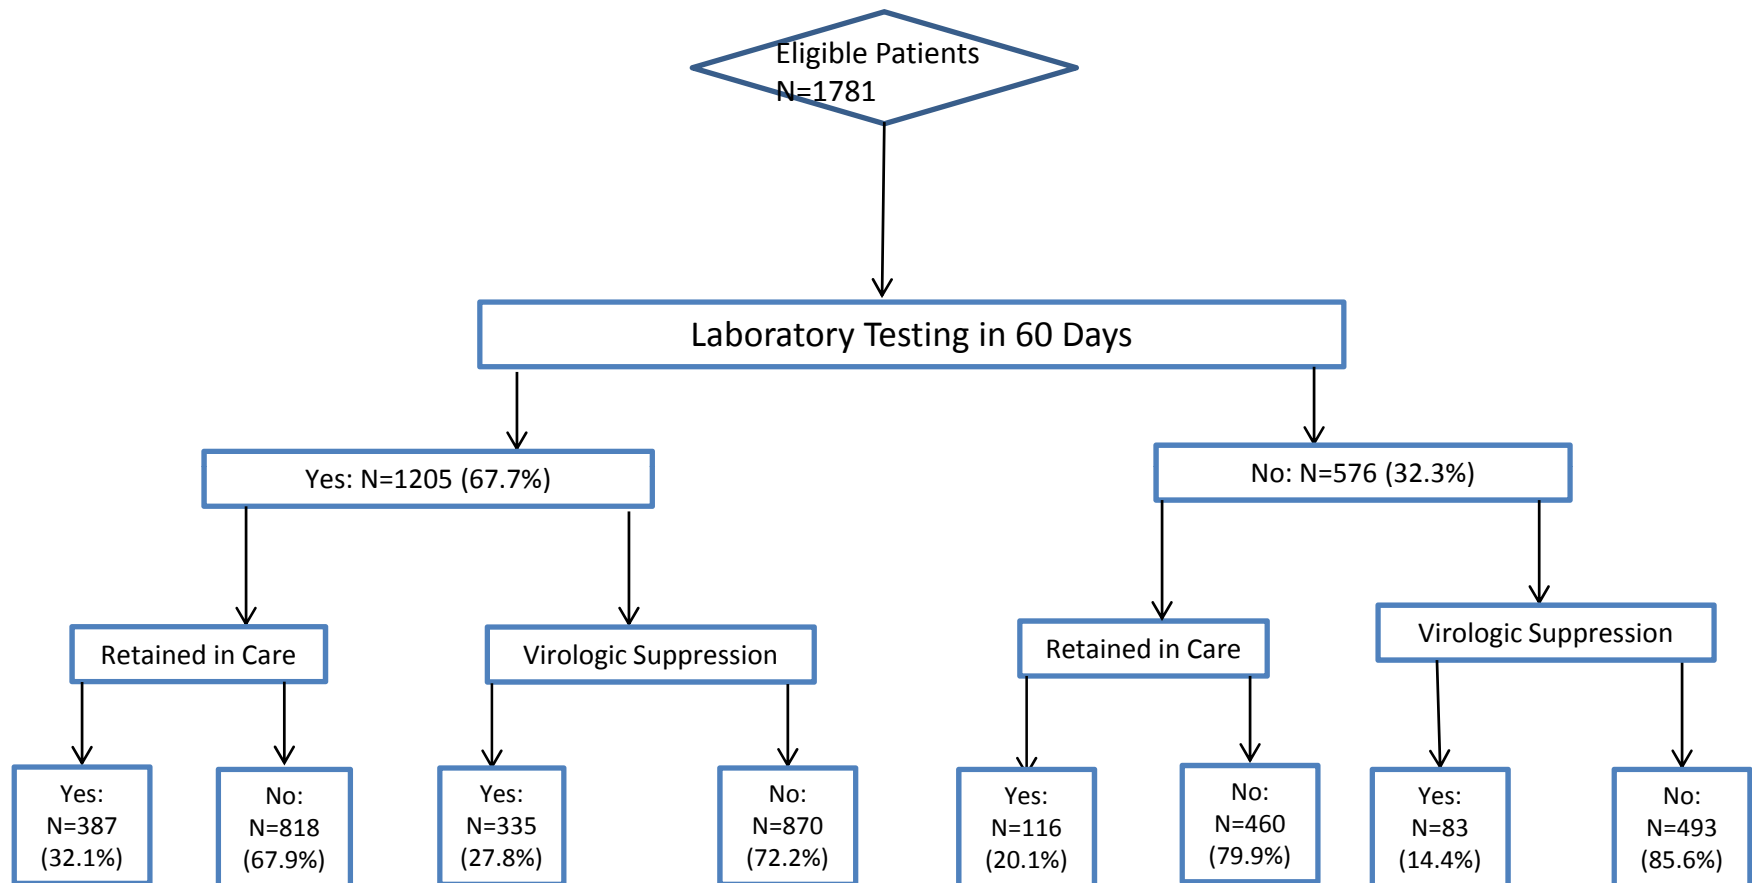 Eligible Patients
N=1781
Laboratory Testing in 60 Days
Yes: N=1205 (67.7%)
No: N=576 (32.3%)
Retained in Care
Virologic Suppression
Retained in Care
Virologic Suppression
Yes:
N=387
(32.1%)
No:
N=818
(67.9%)
Yes:
N=335
(27.8%)
No:
N=870
(72.2%)
Yes:
N=116
(20.1%)
No:
N=460
(79.9%)
Yes:
N=83
(14.4%)
No:
N=493
(85.6%)